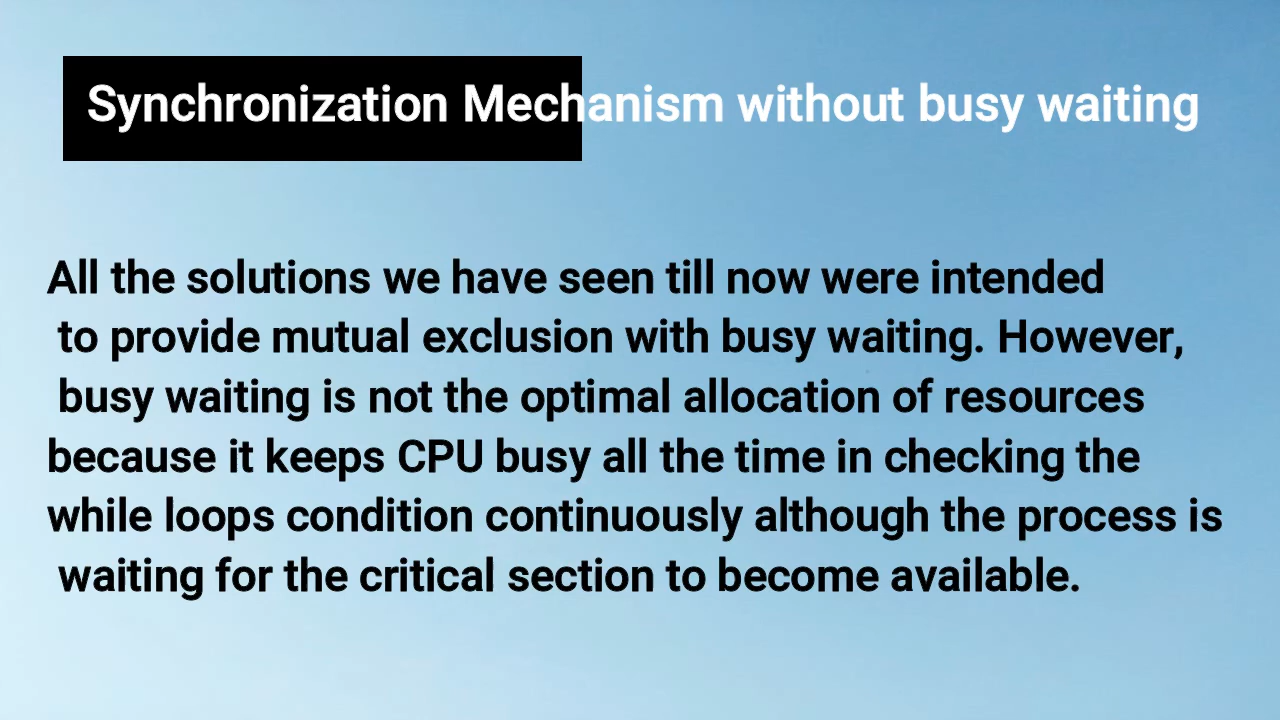 Synchronization Mechanism without busy waiting
All the solutions we have seen till now were intended
to provide mutual exclusion with busy waiting. However,
busy waiting is not the optimal allocation of resources
because it keeps CPU busy all the time in checking the
while loops condition continuously although the process is
waiting for the critical section to become available.